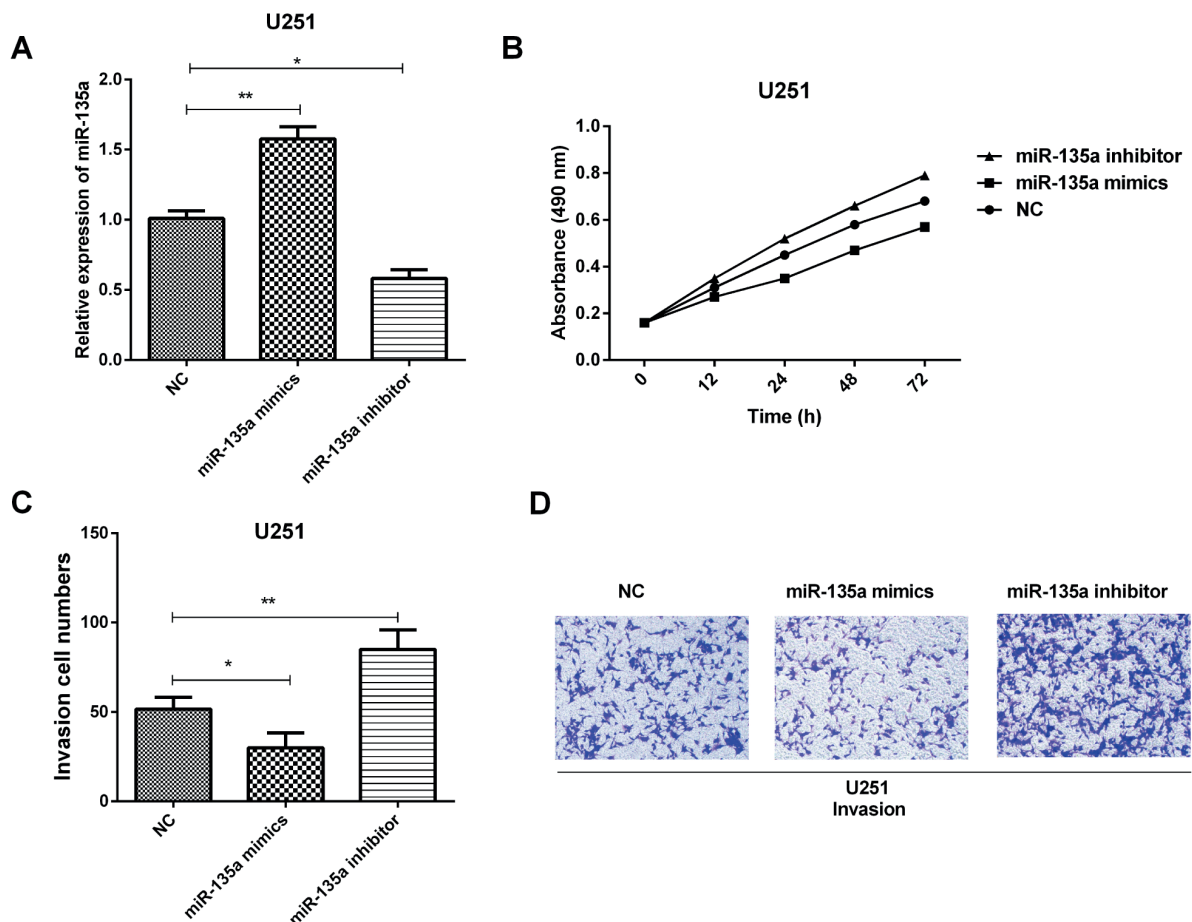 A
U251
Relative expression of miR-135a
2.0
1.5
1.0
0.5
0.0
*
**
NC
miR-135a mimics
miR-135a inhibitor
B
U251
Absorbance (490 nm)
1.0
0.8
0.6
0.4
0.2
0.0
0
12
24
48
72
Time (h)
miR-135a inhibitor
miR-135a mimics
NC
C
U251
Invasion cell numbers
150
100
50
0
**
*
NC
miR-135a mimics
miR-135a inhibitor
D
NC
miR-135a mimics
miR-135a inhibitor
U251
Invasion